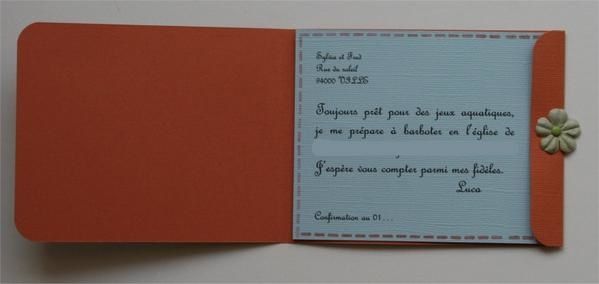 Sylvie et Fred
Rue du soleil
94000 VILLE
Toujours prêt pour des jeux aquatiques,
je me prépare à barboter en l'église de
J'espère vous compter parmi mes fidèles.
Luca
Confirmation au 01...